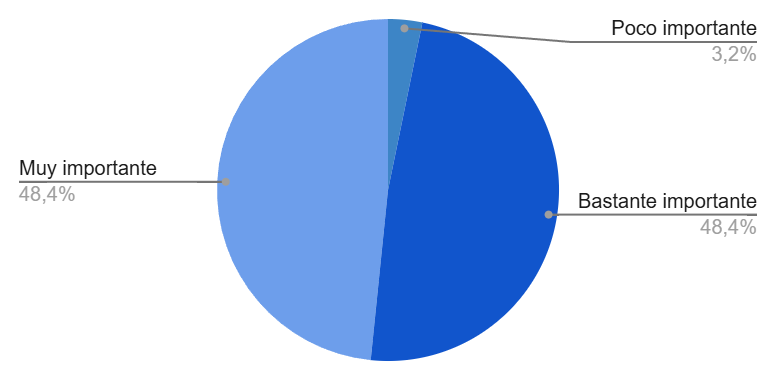 Poco importante
3,2%
Muy importante
48,4%
Bastante importante
48,4%